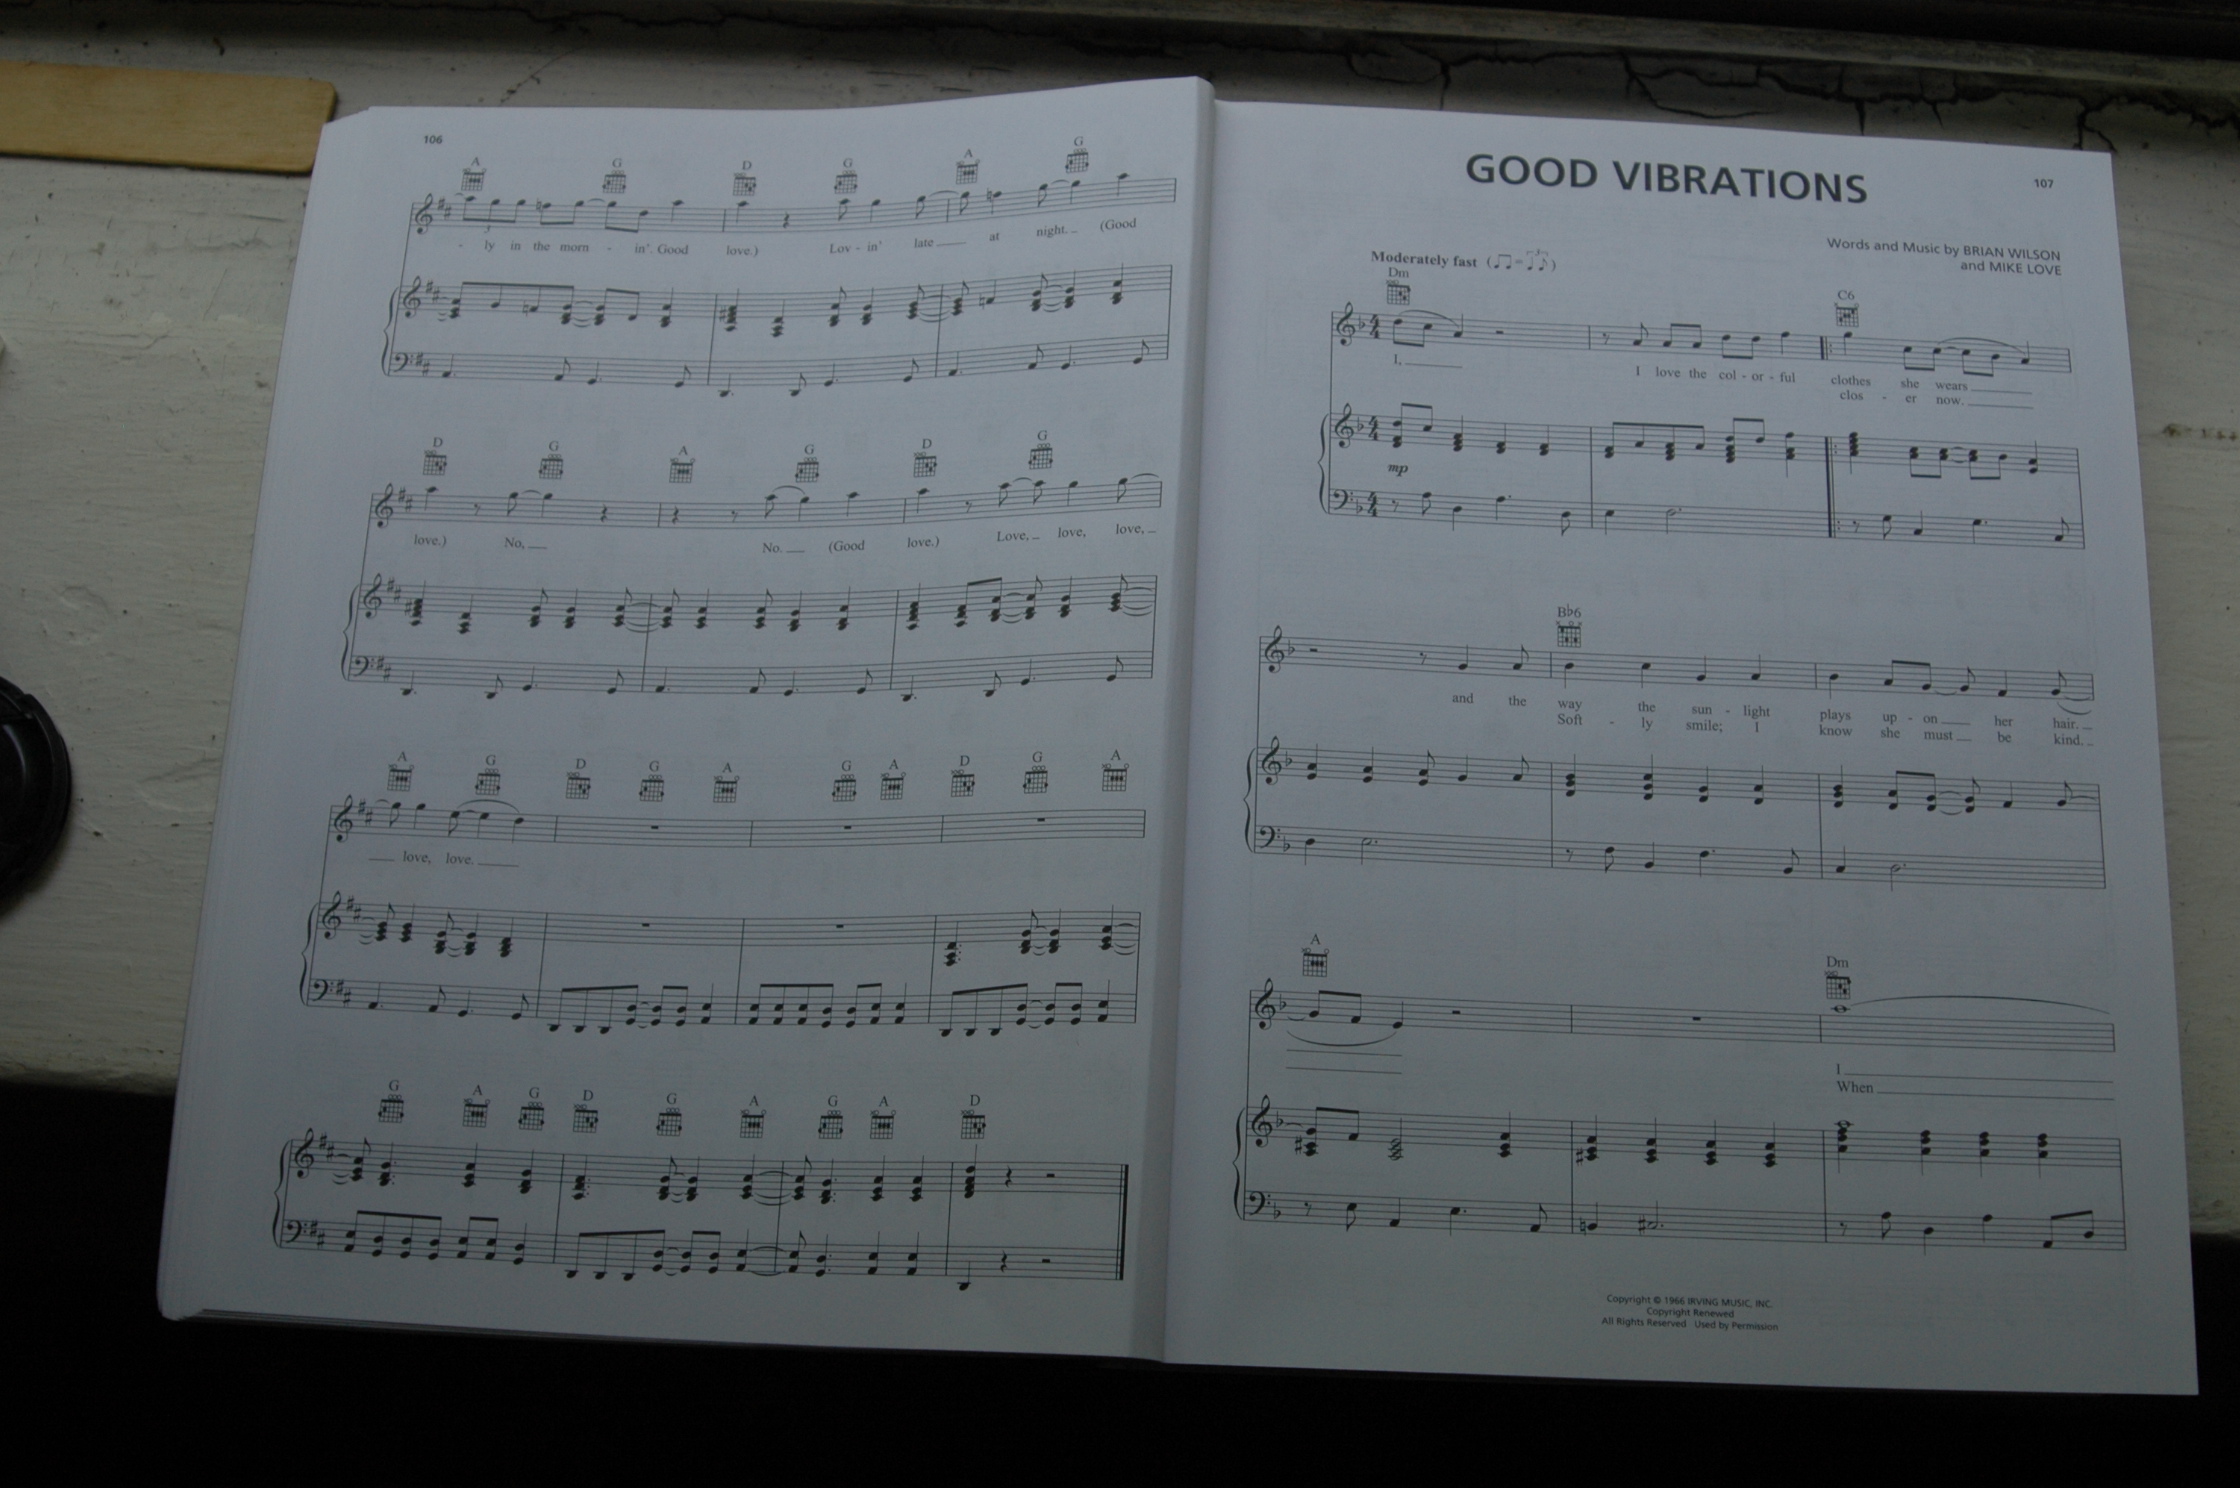 106
A G D G A G
3
- ly in the morn - in'. Good love.) Lov - in' late at night. (Good
D G A G D G
love.) No, No. (Good love.) Love, love, love,
A G D G A G A D G A
love, love.
G A G D G A G A D
GOOD VIBRATIONS
107
Words and Music by BRIAN WILSON
and MIKE LOVE
Moderately fast
Dm C6
I, I love the col - or - ful clothes she wears
clos - er now.
mp
B♭6
and the way the sun - light plays up - on her hair.
Soft - ly smile; I know she must be kind.
A Dm
I
When
Copyright © 1966 IRVING MUSIC, INC.
Copyright Renewed
All Rights Reserved Used by Permission